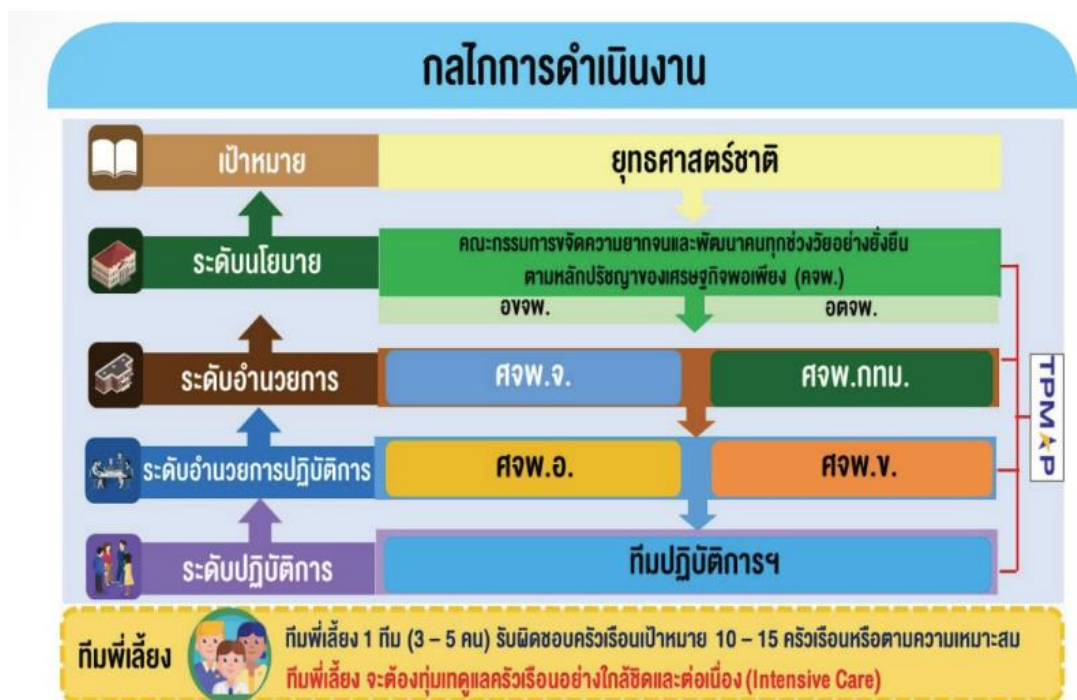 กลไกการดำเนินงาน
เป้าหมาย
ยุทธศาสตร์ชาติ
ระดับนโยบาย
คณะกรรมการขจัดความยากจนและพัฒนาคนทุกช่วงวัยอย่างยั่งยืน
ตามหลักปรัชญาของเศรษฐกิจพอเพียง (คจพ.)
อขจพ.
อตจพ.
ระดับอำนวยการ
ศจพ.จ.
ศจพ.กทม.
ระดับอำนวยการปฏิบัติการ
ศจพ.อ.
ศจพ.ข.
ระดับปฏิบัติการ
ทีมปฏิบัติการฯ
TPMAP
ทีมพี่เลี้ยง
ทีมพี่เลี้ยง 1 ทีม (3 – 5 คน) รับผิดชอบครัวเรือนเป้าหมาย 10 – 15 ครัวเรือนหรือตามความเหมาะสม
ทีมพี่เลี้ยง จะต้องทุ่มเทดูแลครัวเรือนอย่างใกล้ชิดและต่อเนื่อง (Intensive Care)